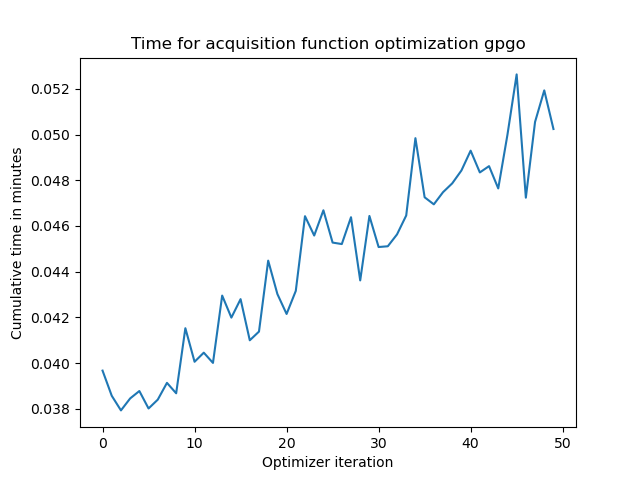 Time for acquisition function optimization gpgo
0.052
0.050
0.048
0.046
0.044
0.042
0.040
0.038
Cumulative time in minutes
0 10 20 30 40 50
Optimizer iteration